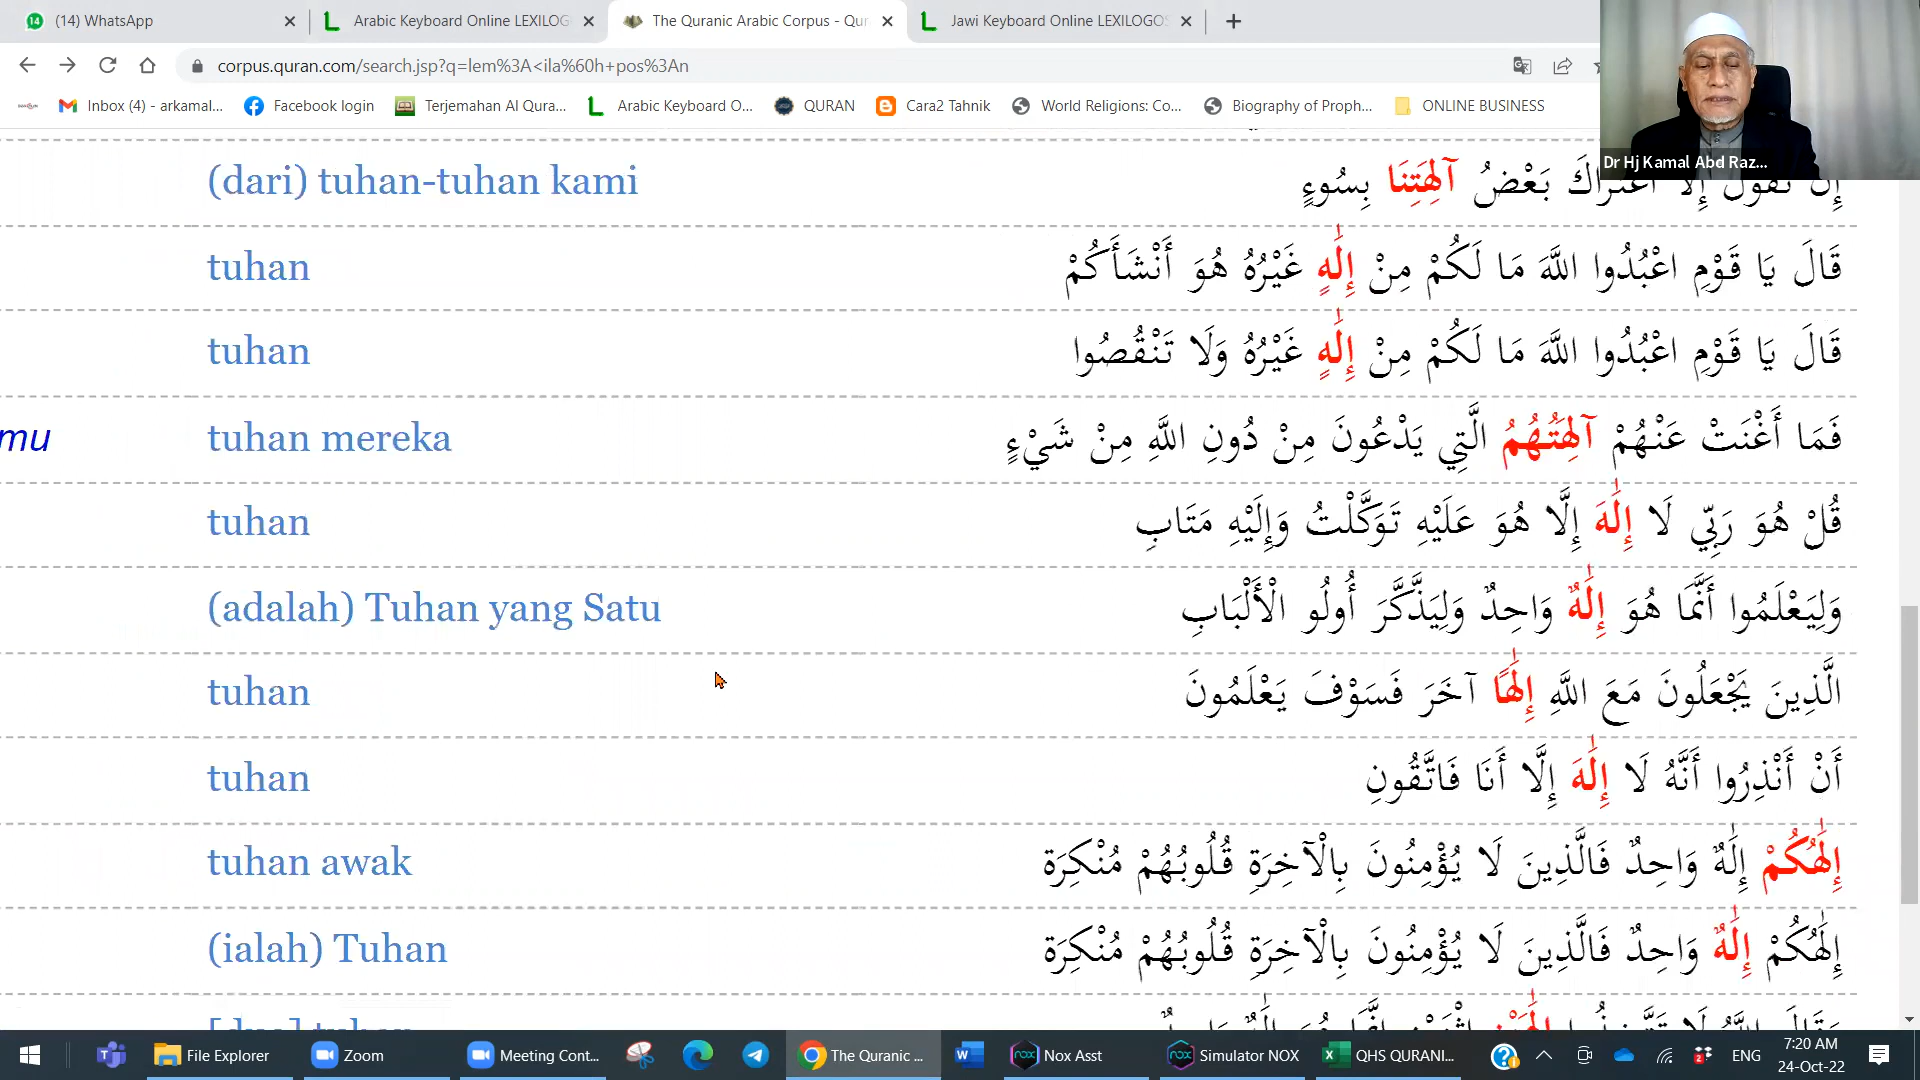 (14) WhatsApp
Arabic Keyboard Online LEXILOG
The Quranic Arabic Corpus - Qur
Jawi Keyboard Online LEXILOGOS
corpus.quran.com/search.jsp?q=lem%3A<ila%60h+pos%3An
Inbox (4) - arkamal...
Facebook login
Terjemahan Al Qura...
Arabic Keyboard O...
QURAN
Cara2 Tahnik
World Religions: Co...
Biography of Proph...
ONLINE BUSINESS
Dr Hj Kamal Abd Raz...
(dari) tuhan-tuhan kami
إِنْ نَقُولُ إِلَّا اعْتَرَاكَ بَعْضُ آلِهَتِنَا بِسُوءٍ
tuhan
قَالَ يَا قَوْمِ اعْبُدُوا اللَّهَ مَا لَكُمْ مِنْ إِلَٰهٍ غَيْرُهُ هُوَ أَنْشَأَكُمْ
tuhan
قَالَ يَا قَوْمِ اعْبُدُوا اللَّهَ مَا لَكُمْ مِنْ إِلَٰهٍ غَيْرُهُ وَلَا تَنْقُصُوا
mu
tuhan mereka
فَمَا أَغْنَتْ عَنْهُمْ آلِهَتُهُمُ الَّتِي يَدْعُونَ مِنْ دُونِ اللَّهِ مِنْ شَيْءٍ
tuhan
قُلْ هُوَ رَبِّي لَا إِلَٰهَ إِلَّا هُوَ عَلَيْهِ تَوَكَّلْتُ وَإِلَيْهِ مَتَابِ
(adalah) Tuhan yang Satu
وَلِيَعْلَمُوا أَنَّمَا هُوَ إِلَٰهٌ وَاحِدٌ وَلِيَذَّكَّرَ أُولُو الْأَلْبَابِ
tuhan
الَّذِينَ يَجْعَلُونَ مَعَ اللَّهِ إِلَٰهًا آخَرَ فَسَوْفَ يَعْلَمُونَ
tuhan
أَنْ أَنْذِرُوا أَنَّهُ لَا إِلَٰهَ إِلَّا أَنَا فَاتَّقُونِ
tuhan awak
إِلَٰهُكُمْ إِلَٰهٌ وَاحِدٌ فَالَّذِينَ لَا يُؤْمِنُونَ بِالْآخِرَةِ قُلُوبُهُمْ مُنْكِرَة
(ialah) Tuhan
إِلَٰهُكُمْ إِلَٰهٌ وَاحِدٌ فَالَّذِينَ لَا يُؤْمِنُونَ بِالْآخِرَةِ قُلُوبُهُمْ مُنْكِرَة
File Explorer
Zoom
Meeting Cont...
The Quranic ...
Nox Asst
Simulator NOX
QHS QURANI...
ENG
7:20 AM
24-Oct-22